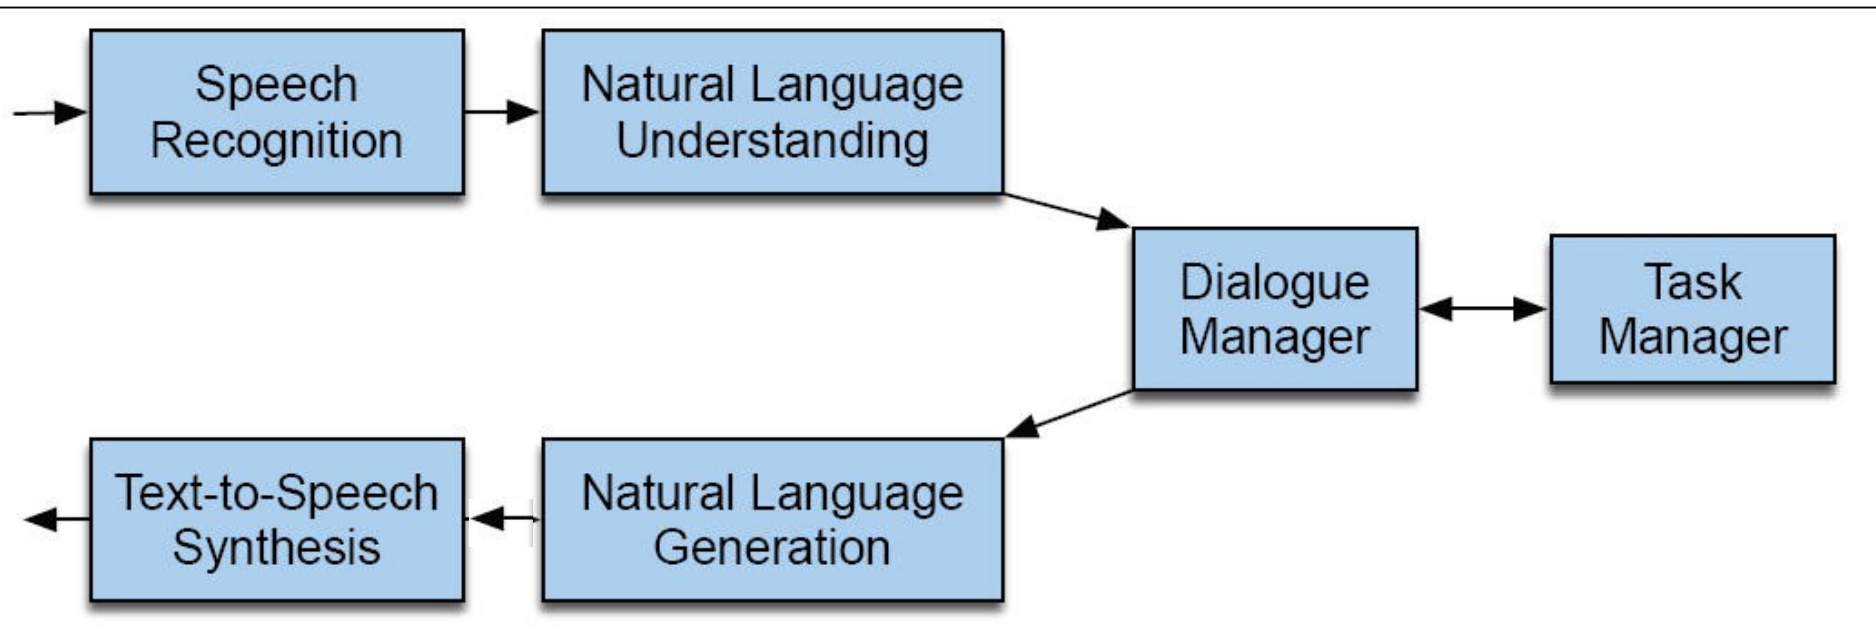 Speech
Recognition
Natural Language
Understanding
Dialogue
Manager
Task
Manager
Text-to-Speech
Synthesis
Natural Language
Generation